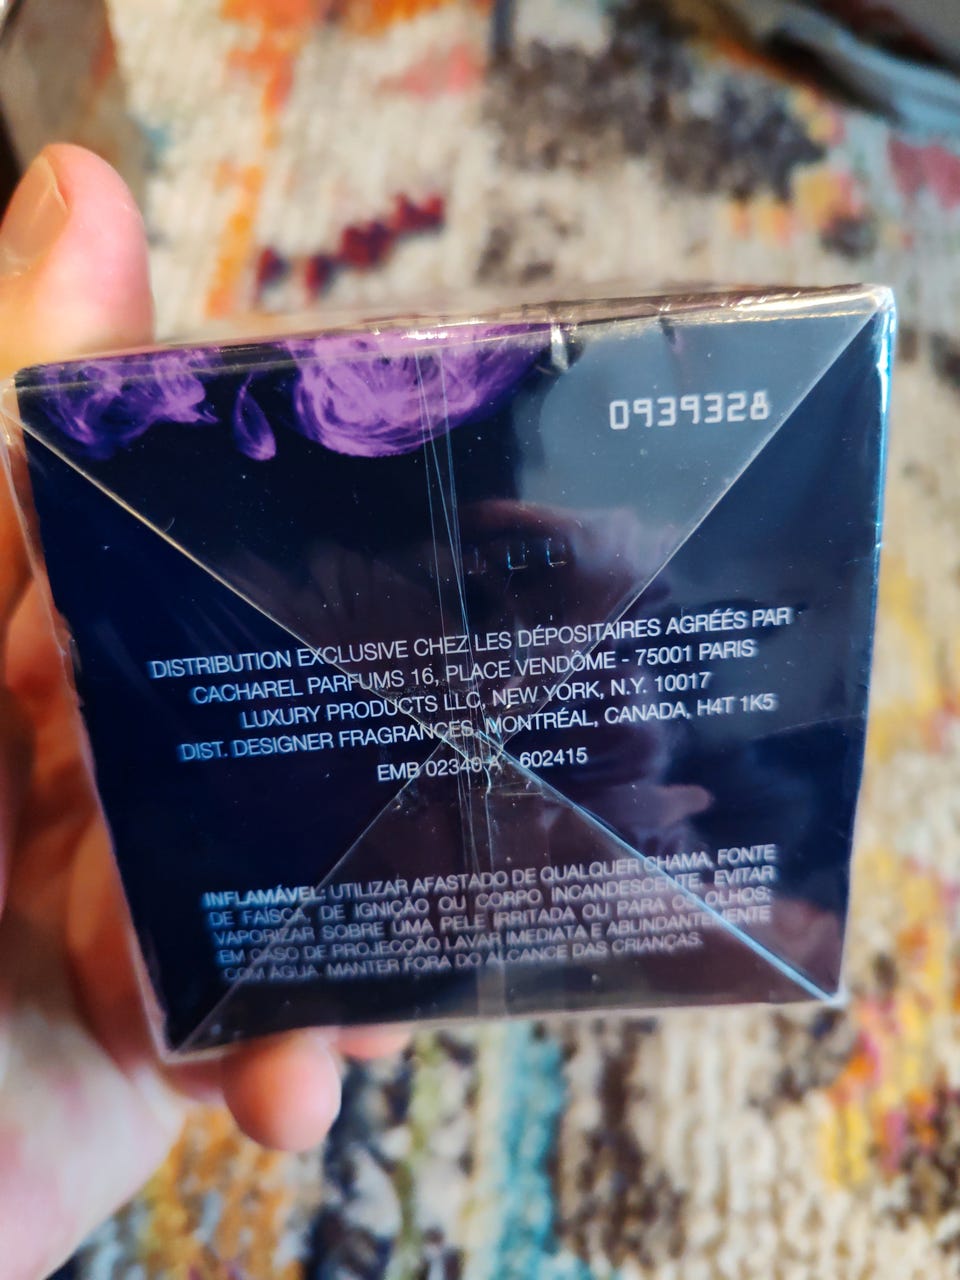 0939328
DISTRIBUTION EXCLUSIVE CHEZ LES DÉPOSITAIRES AGRÉÉS PAR
CACHAREL PARFUMS 16, PLACE VENDÔME - 75001 PARIS
LUXURY PRODUCTS LLC, NEW YORK, N.Y. 10017
DIST. DESIGNER FRAGRANCES, MONTRÉAL, CANADA, H4T 1K5
EMB 02340 A 602415
INFLAMÁVEL: UTILIZAR AFASTADO DE QUALQUER CHAMA, FONTE
DE FAÍSCA, DE IGNIÇÃO OU CORPO INCANDESCENTE. EVITAR
VAPORIZAR SOBRE UMA PELE IRRITADA OU PARA OS OLHOS;
EM CASO DE PROJECÇÃO LAVAR IMEDIATA E ABUNDANTEMENTE
COM ÁGUA. MANTER FORA DO ALCANCE DAS CRIANÇAS.